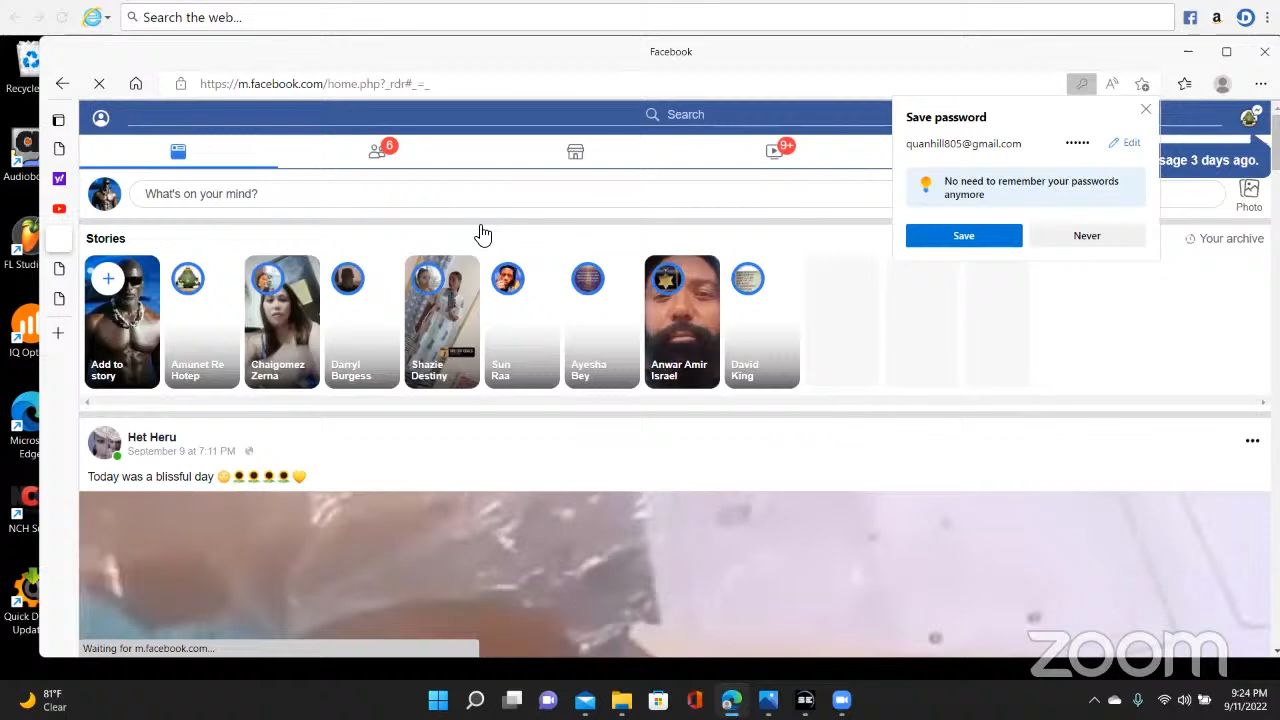 Search the web...
Facebook
https://m.facebook.com/home.php?_rdr#_=_
Search
Save password
quanhill805@gmail.com
•••••• Edit
No need to remember your passwords
anymore
Save
Never
sage 3 days ago.
6
9+
What's on your mind?
Photo
Stories
Your archive
Add to
story
Amunet Re
Hotep
Chaigomez
Zerna
Darryl
Burgess
Shazie
Destiny
Sun
Raa
Ayesha
Bey
Anwar Amir
Israel
David
King
Het Heru
September 9 at 7:11 PM
Today was a blissful day
Waiting for m.facebook.com...
Recycle
Audiob
FL Studi
IQ Opt
Micros
Edge
NCH S
Quick D
Updat
zoom
81°F
Clear
9:24 PM
9/11/2022